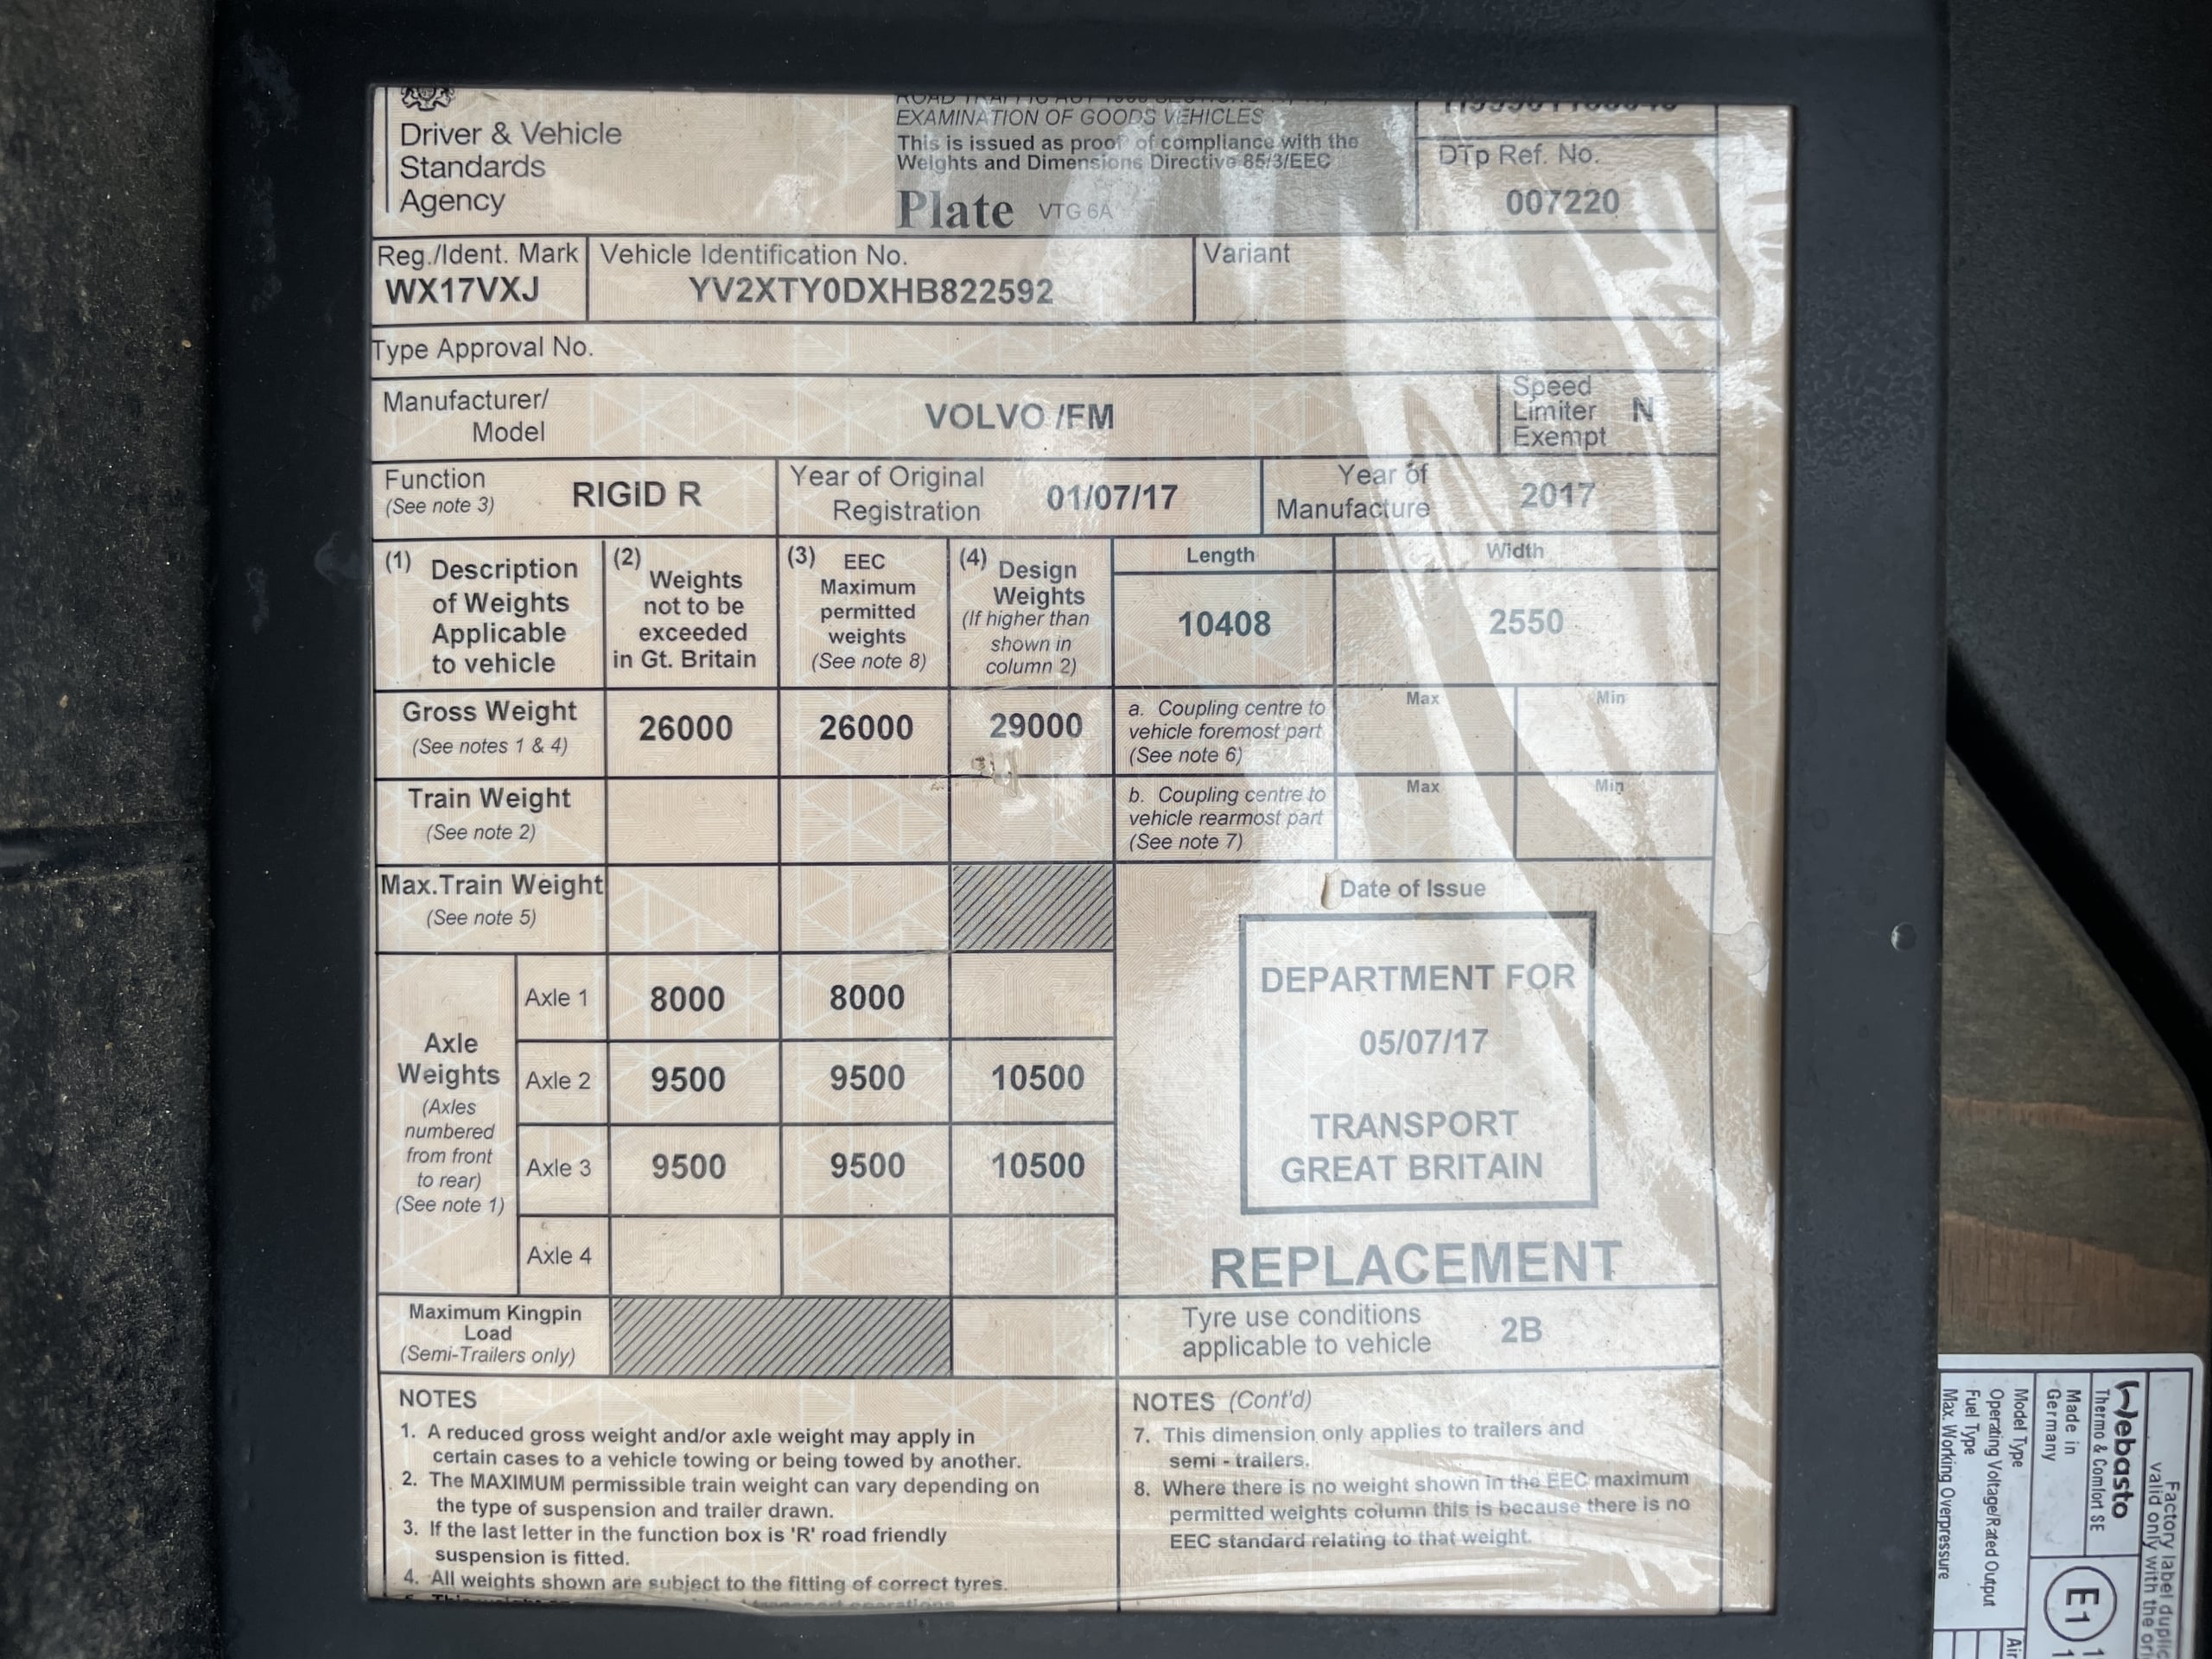 Driver & Vehicle
Standards
Agency
EXAMINATION OF GOODS VEHICLES
This is issued as proof of compliance with the
Weights and Dimensions Directive 85/3/EEC
Plate VTG 6A
DTp Ref. No.
007220
Reg./Ident. Mark
WX17VXJ
Vehicle Identification No.
YV2XTY0DXHB822592
Variant
Type Approval No.
Manufacturer/
Model
VOLVO /FM
Speed
Limiter
Exempt
N
Function
(See note 3)
RIGID R
Year of Original
Registration
01/07/17
Year of
Manufacture
2017
(1) Description
of Weights
Applicable
to vehicle
(2) Weights
not to be
exceeded
in Gt. Britain
(3) EEC
Maximum
permitted
weights
(See note 8)
(4) Design
Weights
(If higher than
shown in
column 2)
Length
10408
Width
2550
Gross Weight
(See notes 1 & 4)
26000
26000
29000
a. Coupling centre to
vehicle foremost part
(See note 6)
Max
Min
Train Weight
(See note 2)
b. Coupling centre to
vehicle rearmost part
(See note 7)
Max
Min
Max.Train Weight
(See note 5)
Axle
Weights
(Axles
numbered
from front
to rear)
(See note 1)
Axle 1
8000
8000
Axle 2
9500
9500
10500
Axle 3
9500
9500
10500
Axle 4
Maximum Kingpin
Load
(Semi-Trailers only)
Date of Issue
DEPARTMENT FOR
05/07/17
TRANSPORT
GREAT BRITAIN
REPLACEMENT
Tyre use conditions
applicable to vehicle
2B
NOTES
1. A reduced gross weight and/or axle weight may apply in
certain cases to a vehicle towing or being towed by another.
2. The MAXIMUM permissible train weight can vary depending on
the type of suspension and trailer drawn.
3. If the last letter in the function box is 'R' road friendly
suspension is fitted.
4. All weights shown are subject to the fitting of correct tyres.
NOTES (Cont'd)
7. This dimension only applies to trailers and
semi - trailers.
8. Where there is no weight shown in the EEC maximum
permitted weights column this is because there is no
EEC standard relating to that weight.
Factory label
valid only with the
Webasto
Thermo & Comfort SE
Made in
Germany
E1
Model Type
Operating Voltage/Rated Output
Fuel Type
Max. Working Overpressure